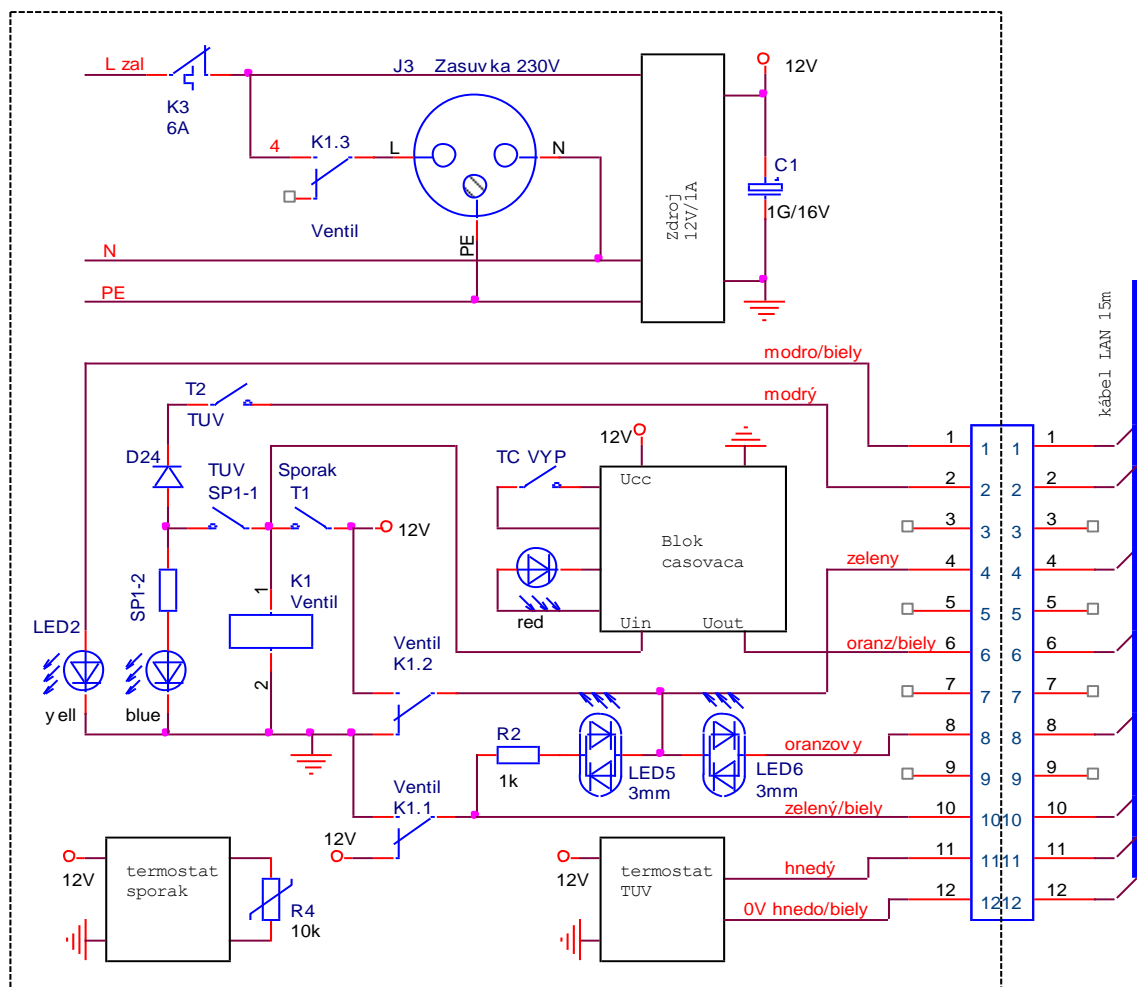 L zal
K3
6A
J3 Zasuvka 230V
12V
4
K1.3
L
N
C1
1G/16V
Zdroj
12V/1A
Ventil
PE
N
PE
kábel LAN 15m
modro/biely
T2
TUV
modrý
D24
TUV
SP1-1
Sporak
T1
12V
12V
TC VYP
Ucc
Blok
casovaca
red
Uin
Uout
zeleny
oranz/biely
SP1-2
1
K1
Ventil
2
LED2
yell
blue
Ventil
K1.2
R2
1k
LED5
3mm
LED6
3mm
oranzovy
Ventil
K1.1
zelený/biely
12V
12V
termostat
sporak
R4
10k
12V
termostat
TUV
hnedý
0V hnedo/biely
1 1 1 1
2 2 2 2
3 3 3 3
4 4 4 4
5 5 5 5
6 6 6 6
7 7 7 7
8 8 8 8
9 9 9 9
10 10 10 10
11 11 11 11
12 12 12 12